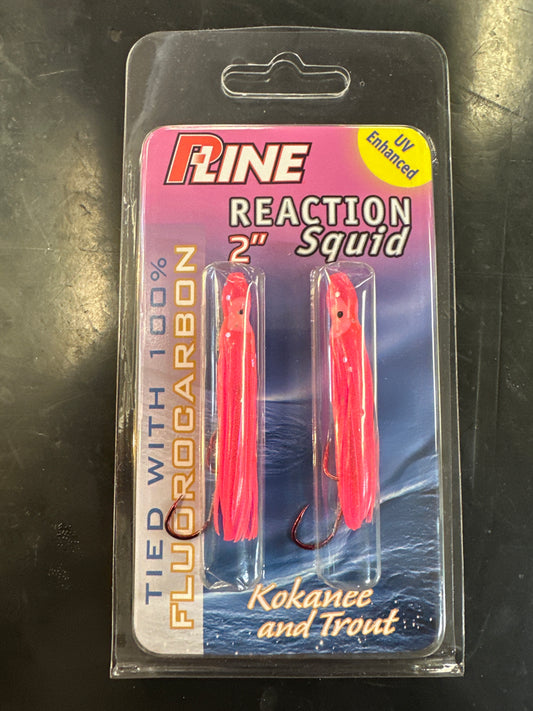 P-LINE
UV
Enhanced
REACTION
2" Squid
TIED WITH 100%
FLUOROCARBON
Kokanee
and Trout